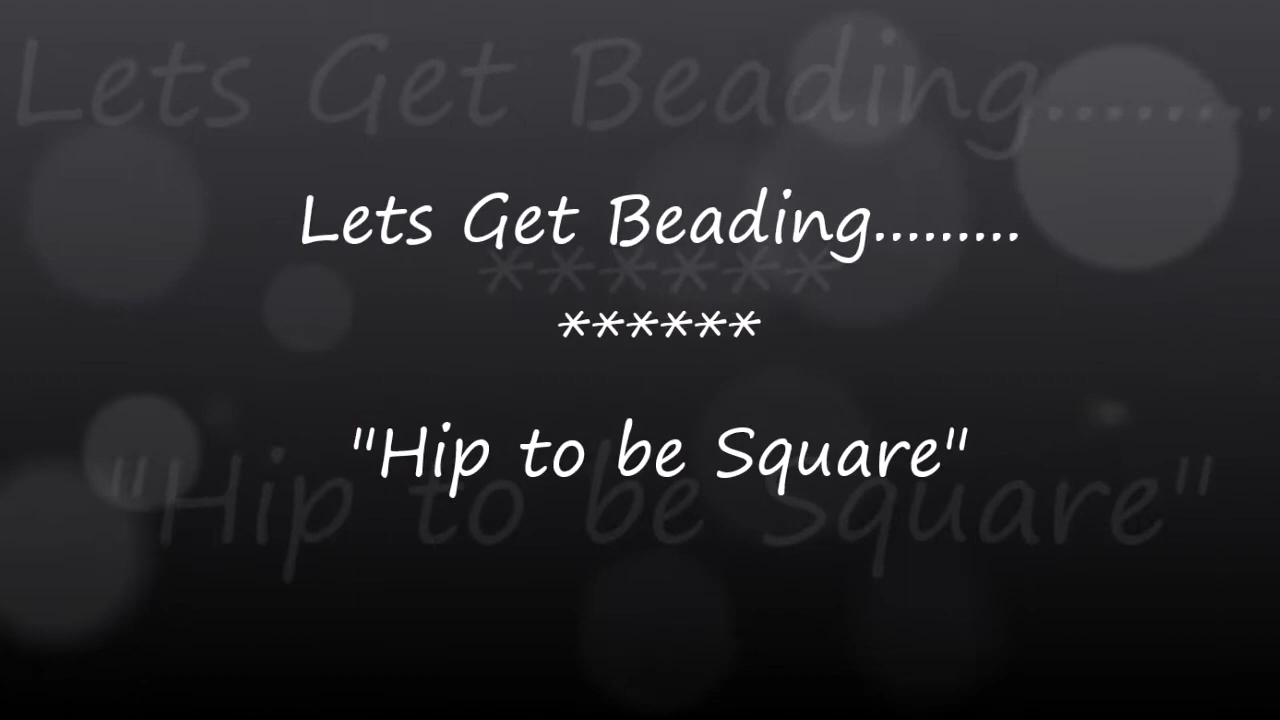 Lets Get Beading.........
******
"Hip to be Square"